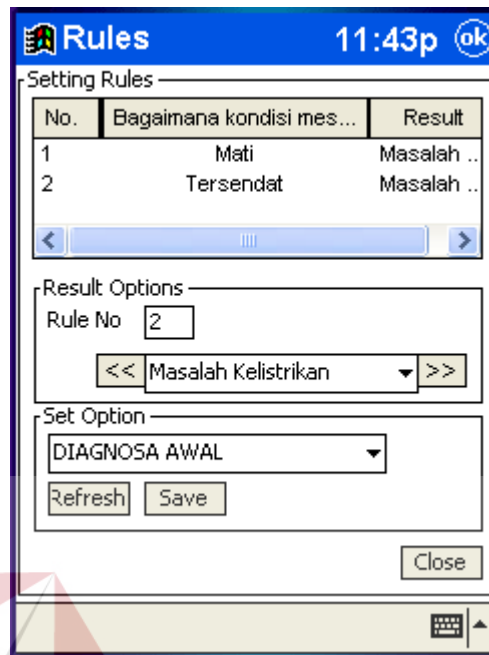 Rules 11:43p ok
Setting Rules
No. Bagaimana kondisi mes... Result
1 Mati Masalah ..
2 Tersendat Masalah ..
Result Options
Rule No 2
<< Masalah Kelistrikan >>
Set Option
DIAGNOSA AWAL
Refresh Save
Close